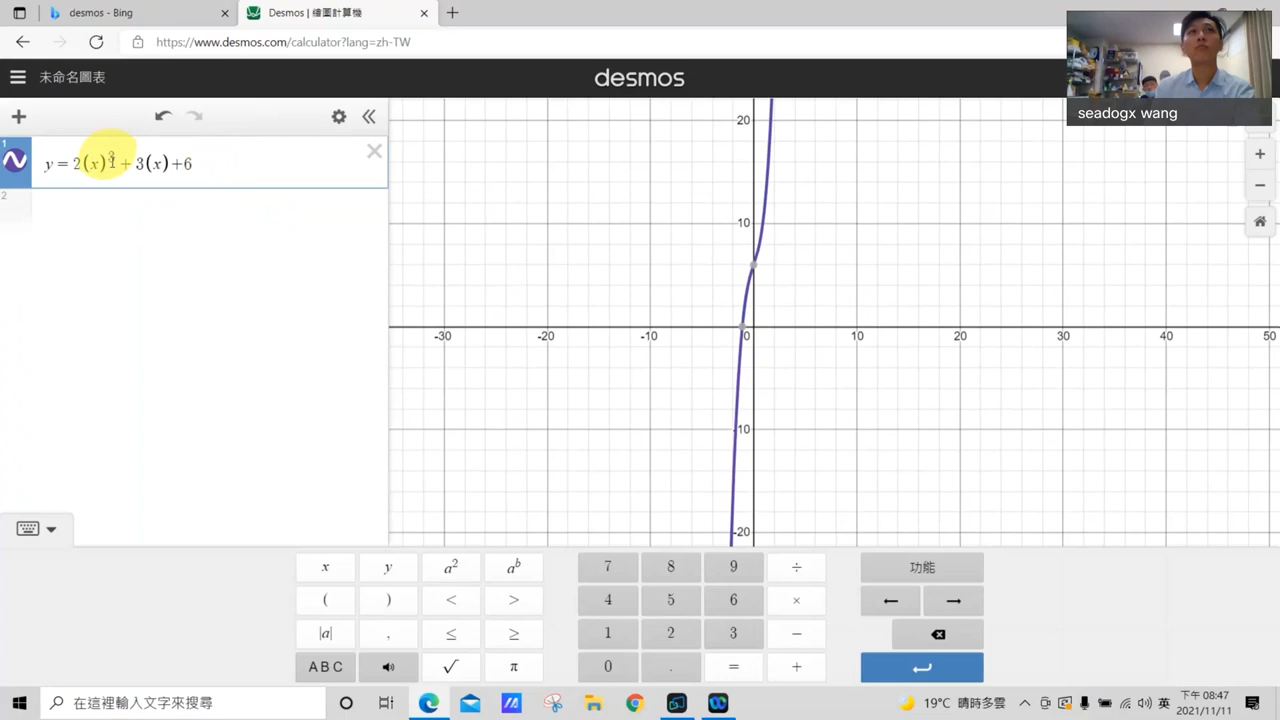 desmos - Bing
Desmos | 繪圖計算機
https://www.desmos.com/calculator?lang=zh-TW
未命名圖表
desmos
seadogx wang
1
y = 2(x)³ + 3(x) + 6
2
20
10
-30
-20
-10
0
10
20
30
40
50
-10
-20
x
y
a²
aᵇ
7
8
9
÷
功能
(
)
<
>
4
5
6
×
←
→
|a|
,
≤
≥
1
2
3
−
A B C
√
π
0
.
=
+
在這裡輸入文字來搜尋
19°C 晴時多雲
英
下午 08:47
2021/11/11